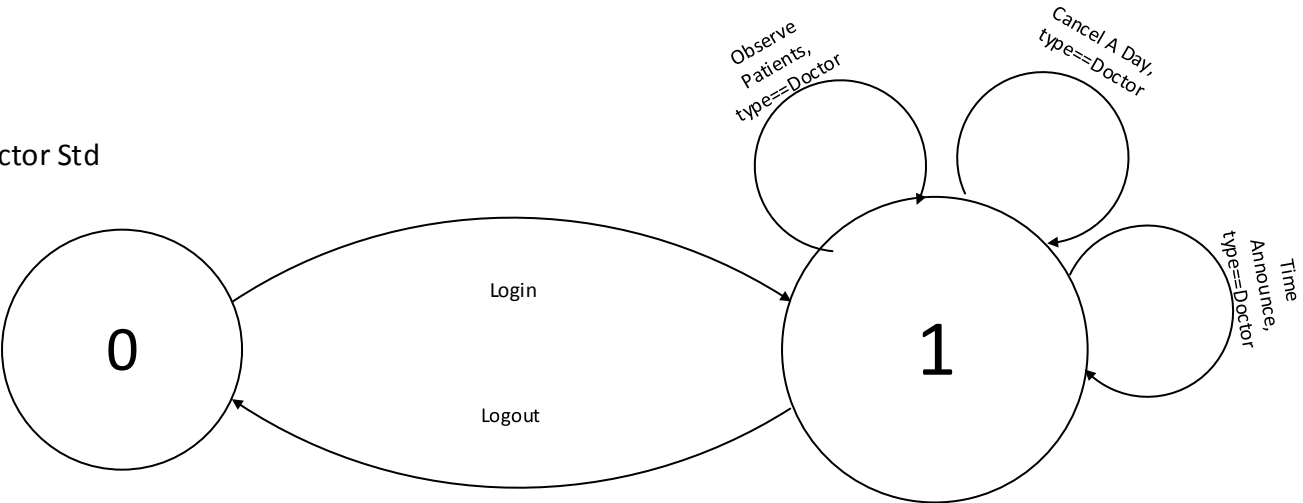 Observe
Patients,
type==Doctor
Cancel A Day,
type==Doctor
ctor Std
Time
Announce,
type==Doctor
Login
0
1
Logout